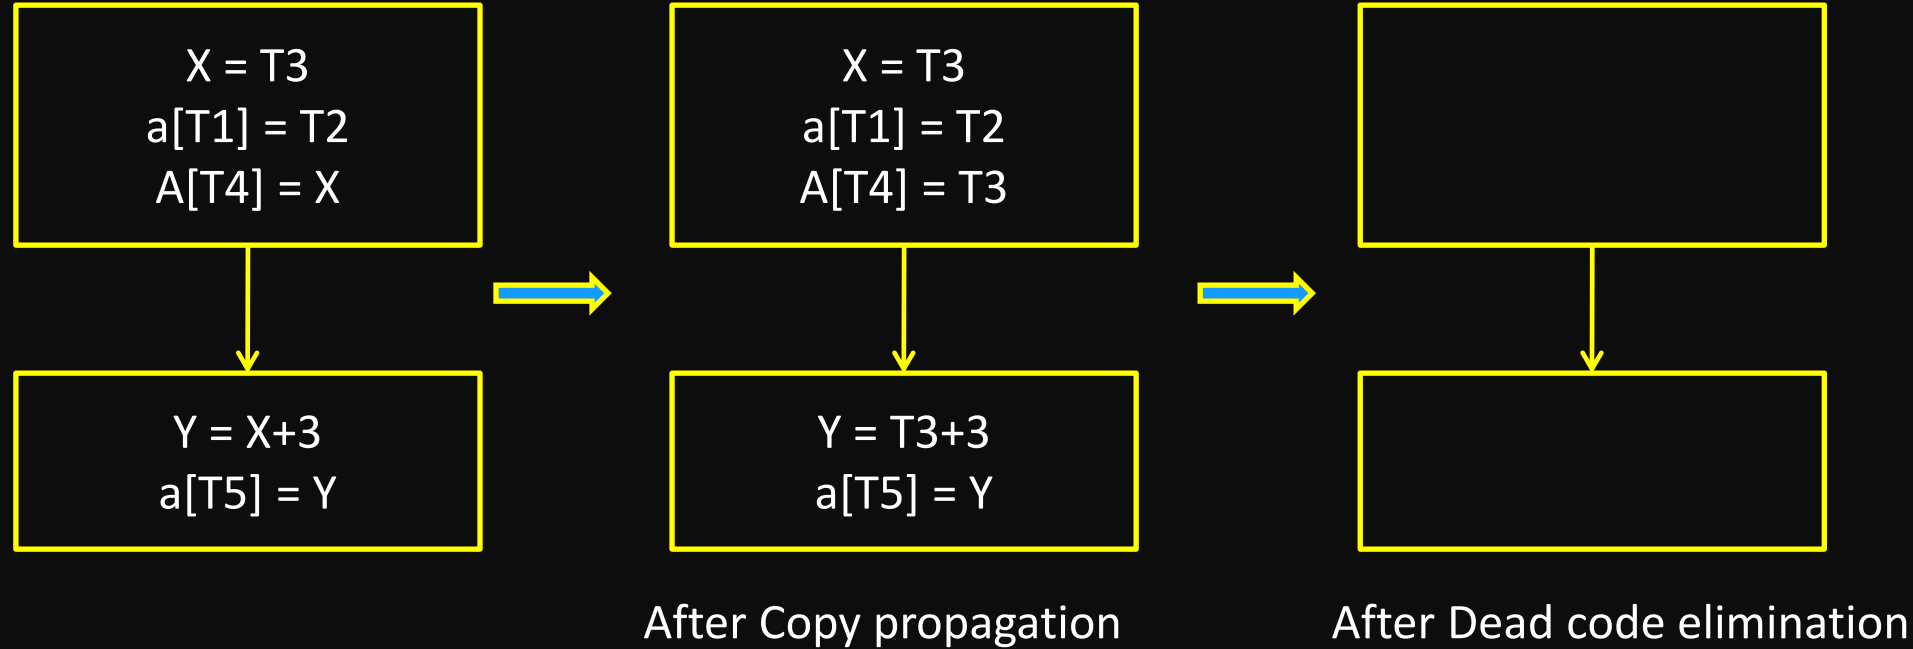 X = T3
a[T1] = T2
A[T4] = X
Y = X+3
a[T5] = Y
X = T3
a[T1] = T2
A[T4] = T3
Y = T3+3
a[T5] = Y
After Copy propagation
After Dead code elimination